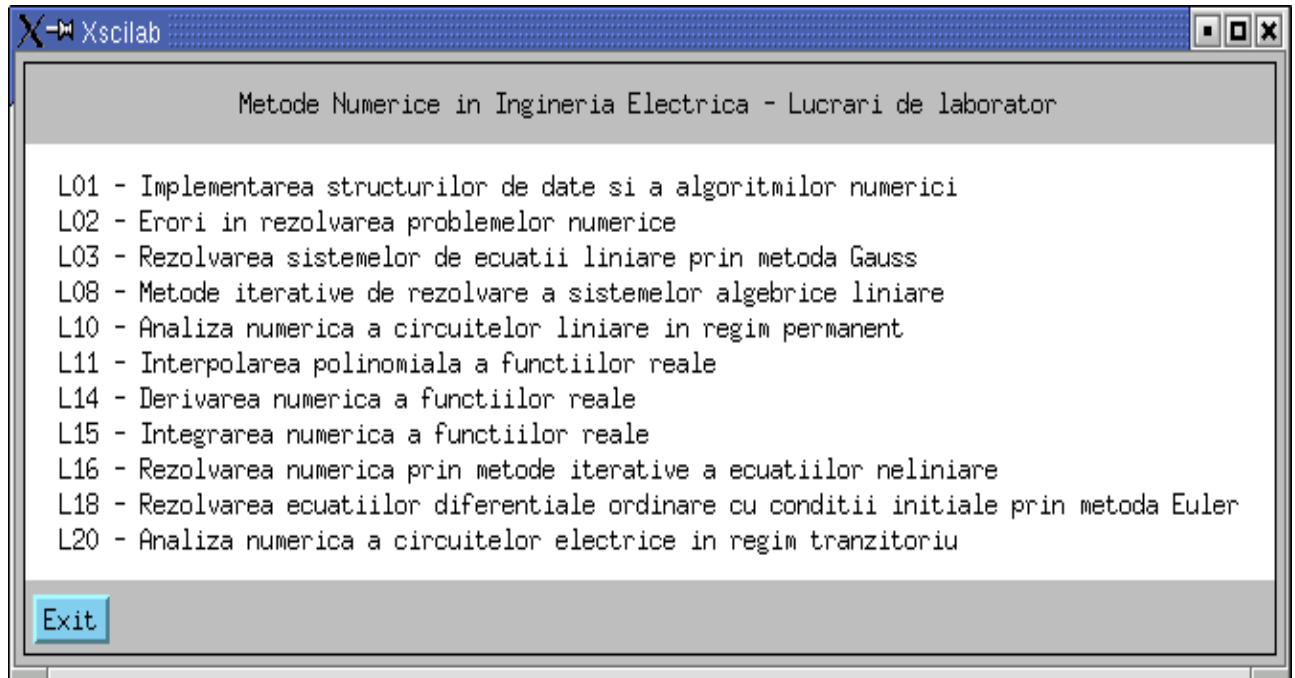 Xscilab
Metode Numerice in Ingineria Electrica - Lucrari de laborator
L01 - Implementarea structurilor de date si a algoritmilor numerici
L02 - Erori in rezolvarea problemelor numerice
L03 - Rezolvarea sistemelor de ecuatii liniare prin metoda Gauss
L08 - Metode iterative de rezolvare a sistemelor algebrice liniare
L10 - Analiza numerica a circuitelor liniare in regim permanent
L11 - Interpolarea polinomiala a functiilor reale
L14 - Derivarea numerica a functiilor reale
L15 - Integrarea numerica a functiilor reale
L16 - Rezolvarea numerica prin metode iterative a ecuatiilor neliniare
L18 - Rezolvarea ecuatiilor diferentiale ordinare cu conditii initiale prin metoda Euler
L20 - Analiza numerica a circuitelor electrice in regim tranzitoriu
Exit